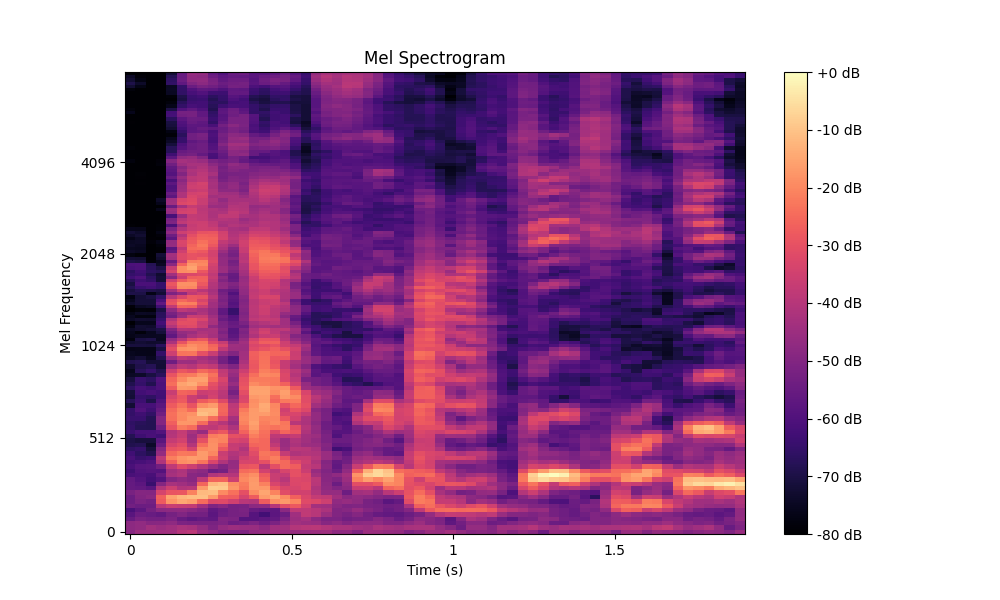 Mel Spectrogram
+0 dB
-10 dB
-20 dB
-30 dB
-40 dB
-50 dB
-60 dB
-70 dB
-80 dB
4096
2048
1024
512
0
Mel Frequency
0
0.5
1
1.5
Time (s)